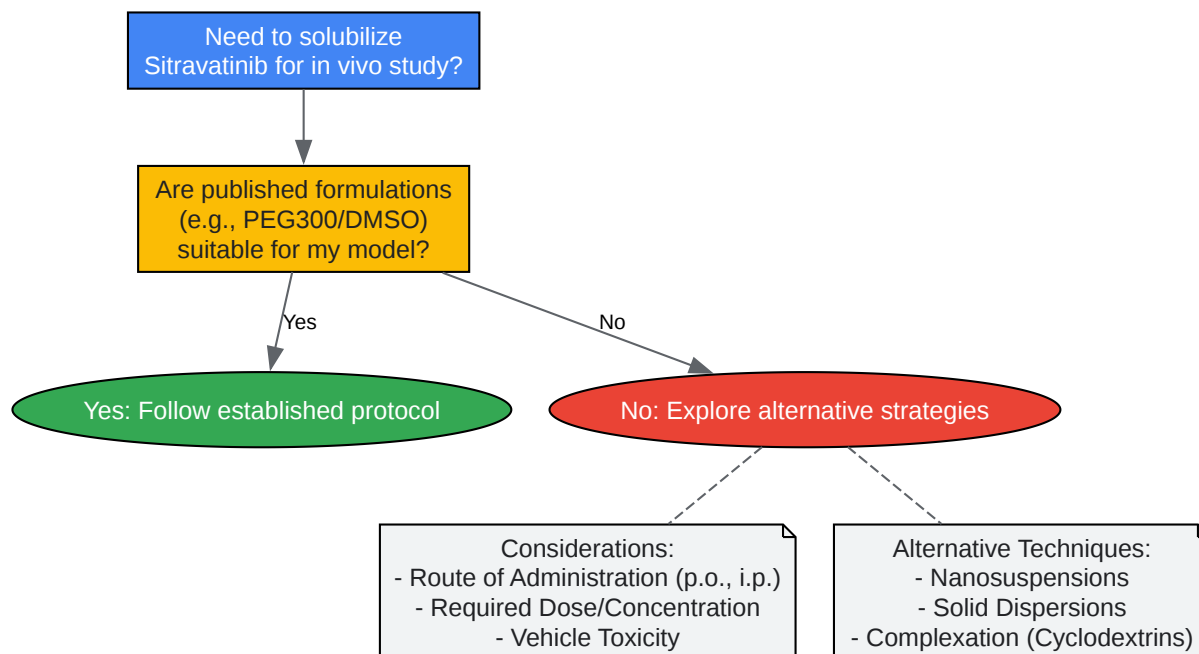 Need to solubilize
Sitravatinib for in vivo study?
Are published formulations
(e.g., PEG300/DMSO)
suitable for my model?
Yes
No
Yes: Follow established protocol
No: Explore alternative strategies
Considerations:
- Route of Administration (p.o., i.p.)
- Required Dose/Concentration
- Vehicle Toxicity
Alternative Techniques:
- Nanosuspensions
- Solid Dispersions
- Complexation (Cyclodextrins)